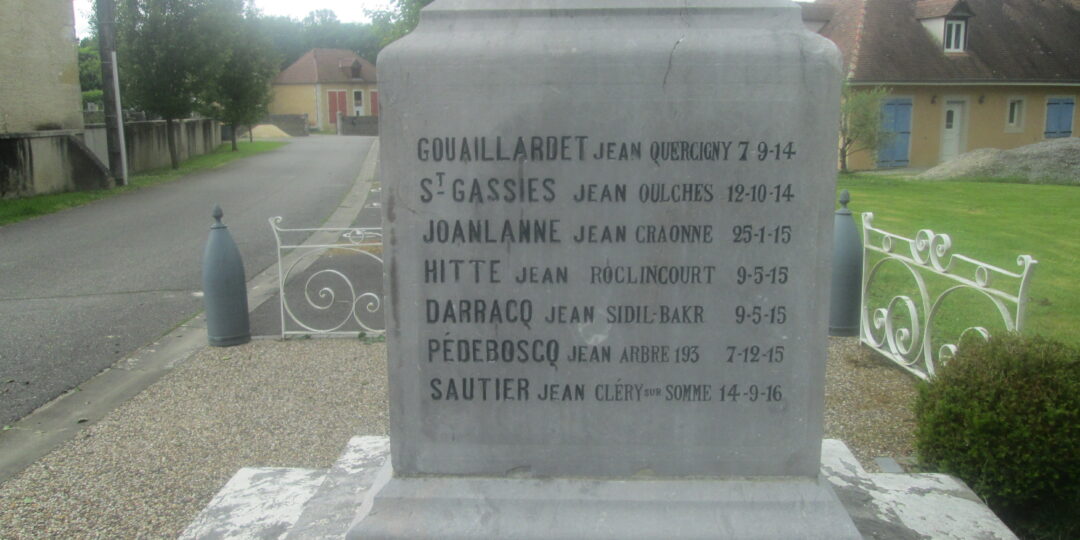 GOUAILLARDET JEAN QUERCIGNY 7-9-14
ST GASSIES JEAN OULCHES 12-10-14
JOANLANNE JEAN CRAONNE 25-1-15
HITTE JEAN ROCLINCOURT 9-5-15
DARRACQ JEAN SIDIL-BAKR 9-5-15
PÉDEBOSCQ JEAN ARBRE 193 7-12-15
SAUTIER JEAN CLÉRY SUR SOMME 14-9-16